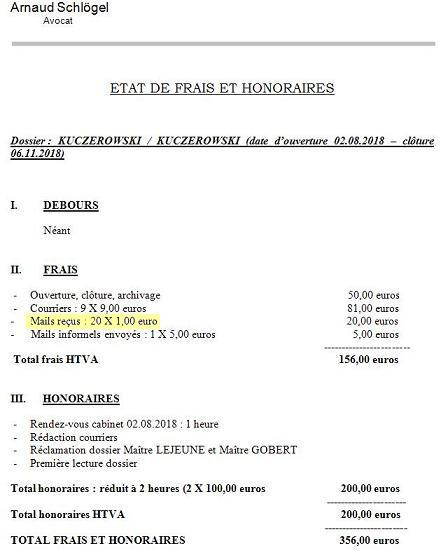 Arnaud Schlögel
Avocat
ETAT DE FRAIS ET HONORAIRES
Dossier : KUCZEROWSKI / KUCZEROWSKI (date d'ouverture 02.08.2018 – clôture
06.11.2018)
I. DEBOURS
Néant
II. FRAIS
- Ouverture, clôture, archivage 50,00 euros
- Courriers : 9 X 9,00 euros 81,00 euros
- Mails reçus : 20 X 1,00 euro 20,00 euros
- Mails informels envoyés : 1 X 5,00 euros 5,00 euros
Total frais HTVA 156,00 euros
III. HONORAIRES
- Rendez-vous cabinet 02.08.2018 : 1 heure
- Rédaction courriers
- Réclamation dossier Maître LEJEUNE et Maître GOBERT
- Première lecture dossier
Total honoraires : réduit à 2 heures (2 X 100,00 euros 200,00 euros
Total honoraires HTVA 200,00 euros
TOTAL FRAIS ET HONORAIRES 356,00 euros